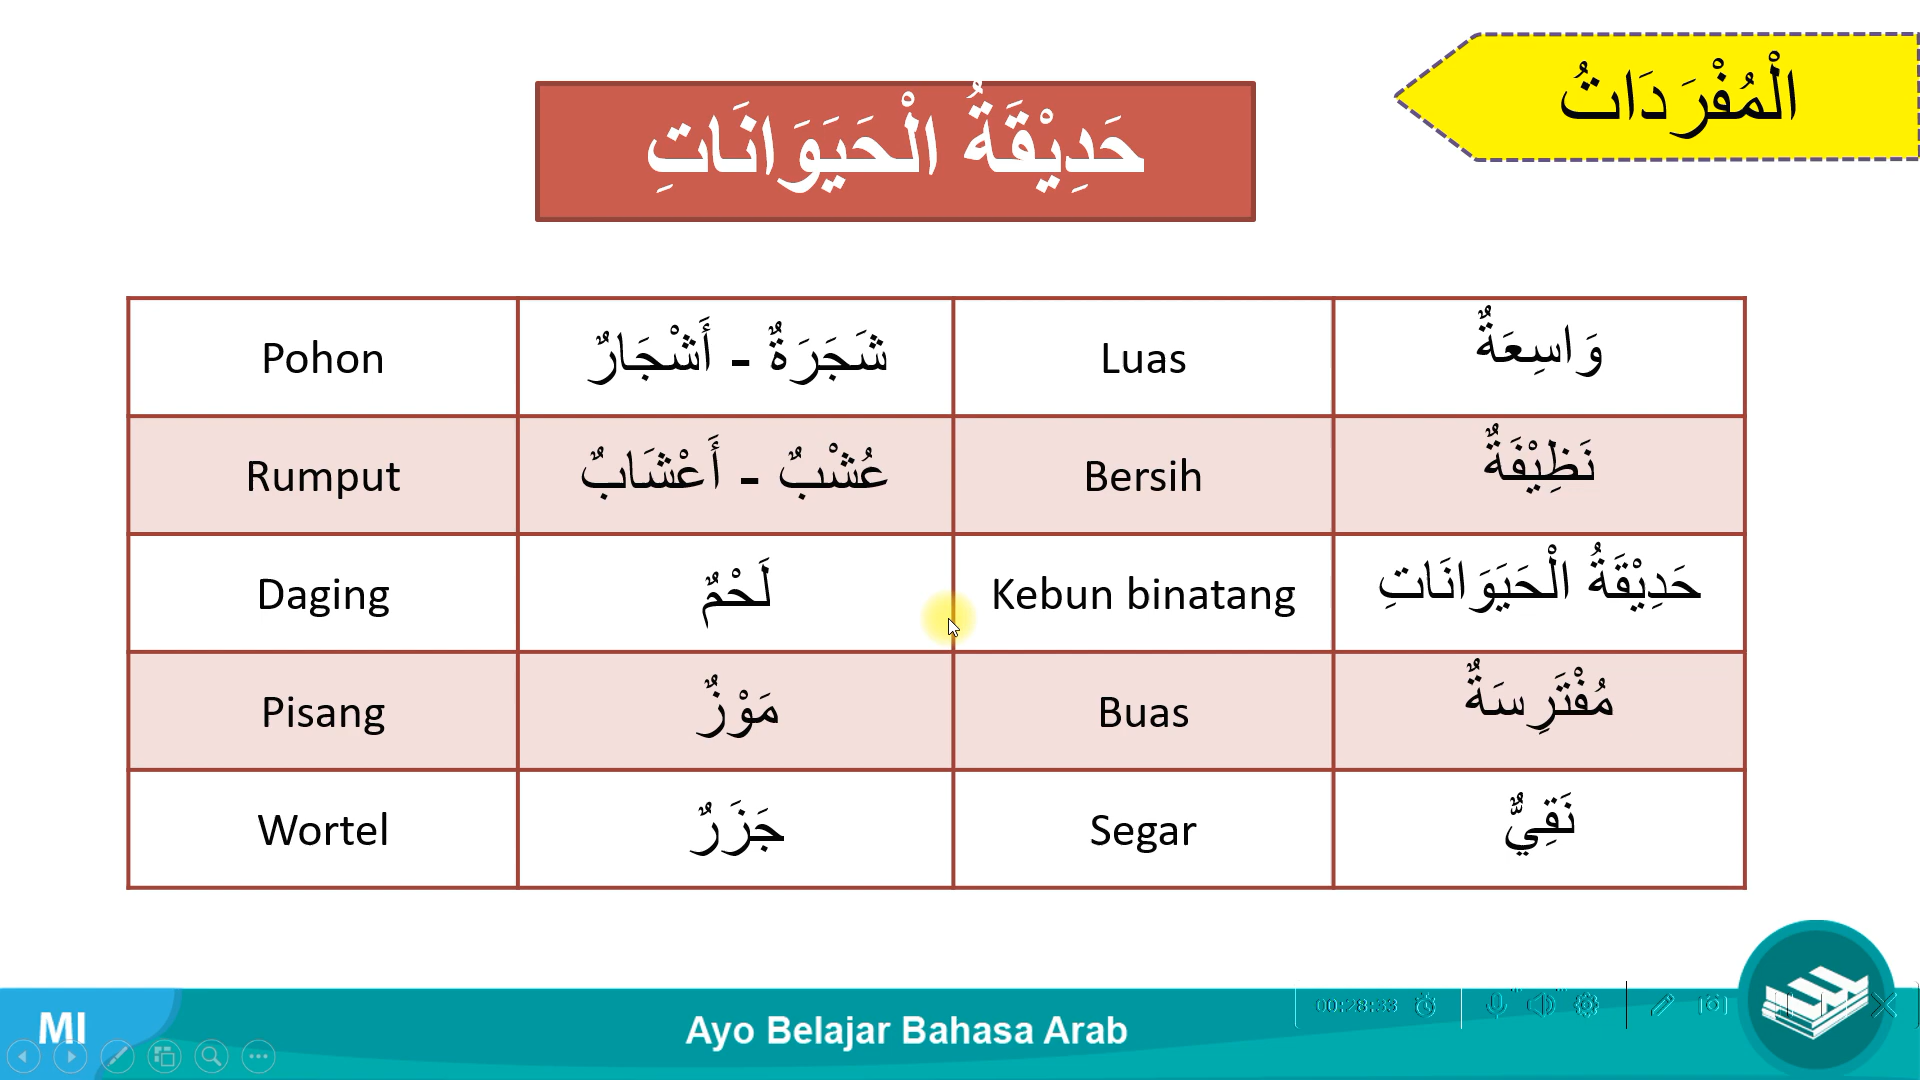 الْمُفْرَدَاتُ
حَدِيْقَةُ الْحَيَوَانَاتِ
Pohon
شَجَرَةٌ - أَشْجَارٌ
Luas
وَاسِعَةٌ
Rumput
عُشْبٌ - أَعْشَابٌ
Bersih
نَظِيْفَةٌ
Daging
لَحْمٌ
Kebun binatang
حَدِيْقَةُ الْحَيَوَانَاتِ
Pisang
مَوْزٌ
Buas
مُفْتَرِسَةٌ
Wortel
جَزَرٌ
Segar
نَقِيٌّ
MI
Ayo Belajar Bahasa Arab
00:28:33